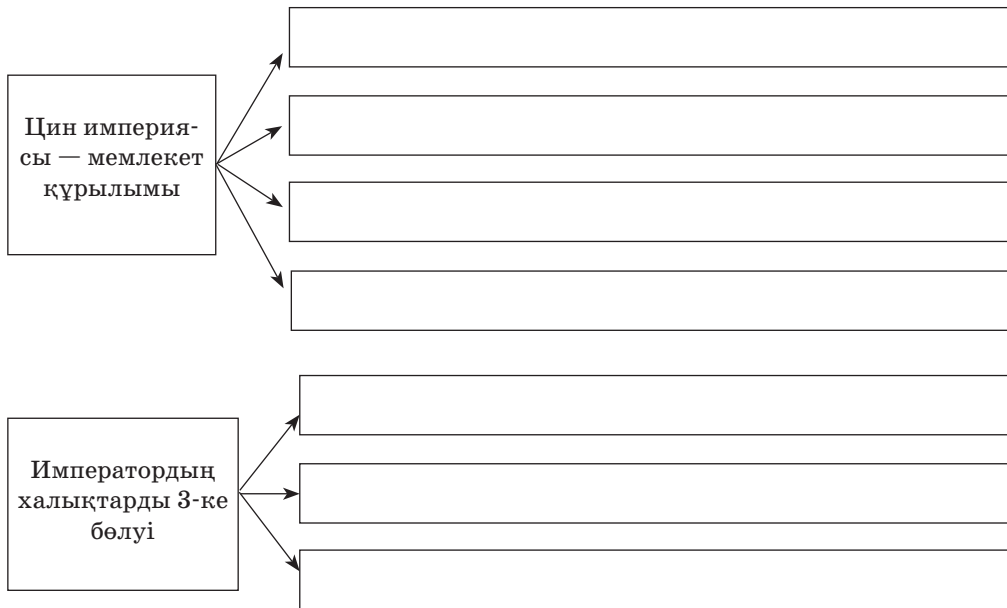 Цин империя-
сы — мемлекет
құрылымы
Императордың
халықтарды 3-ке
бөлуі